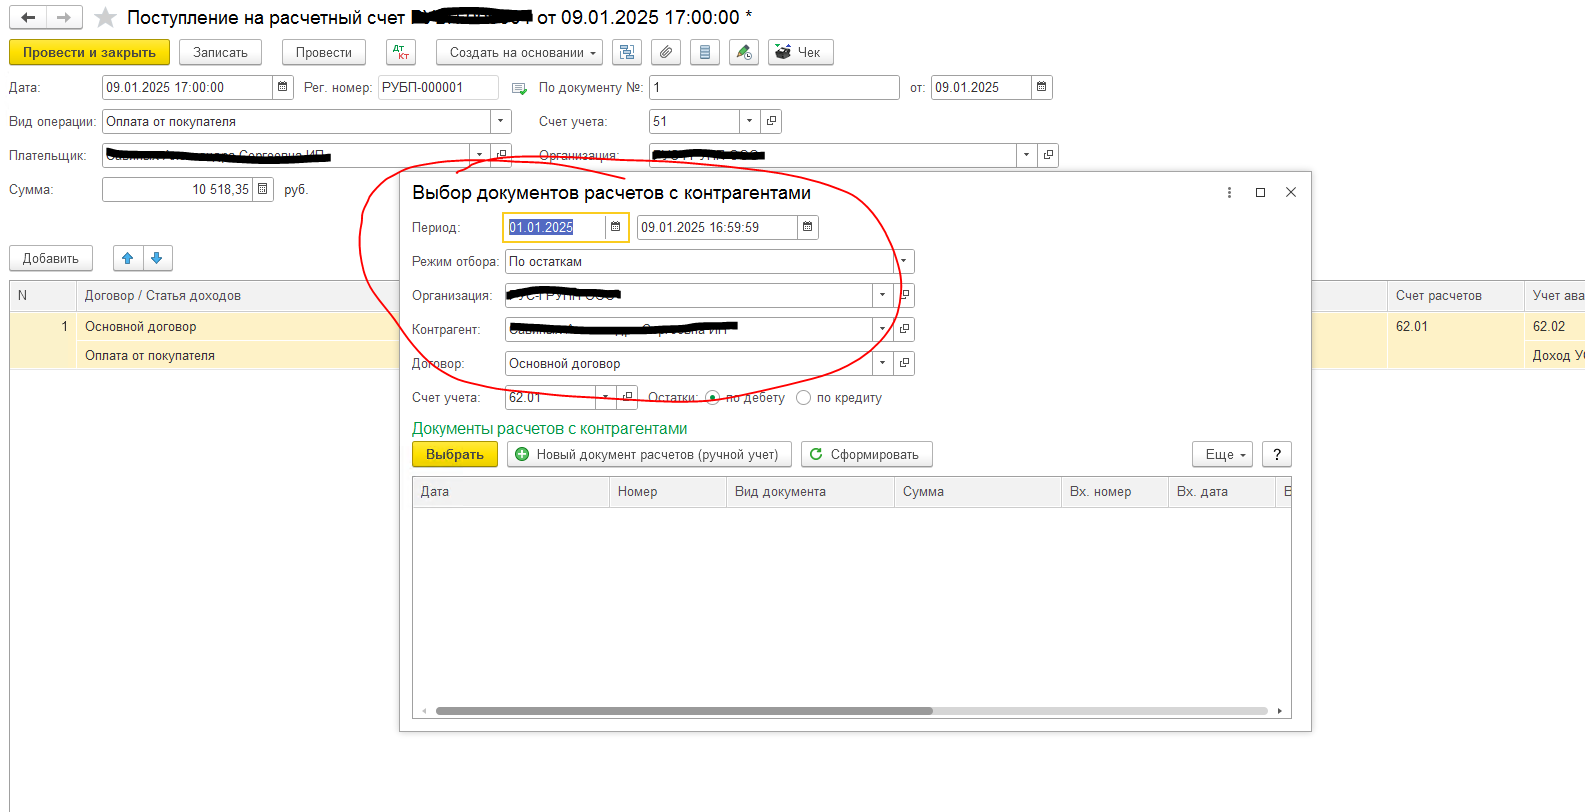 Поступление на расчетный счет от 09.01.2025 17:00:00 *
Провести и закрыть Записать Провести Дт Кт Создать на основании Чек
Дата: 09.01.2025 17:00:00 Рег. номер: РУБП-000001 По документу №: 1 от: 09.01.2025
Вид операции: Оплата от покупателя Счет учета: 51
Плательщик: Организация:
Сумма: 10 518,35 руб.
Добавить
N Договор / Статья доходов Счет расчетов Учет ава
1 Основной договор 62.01 62.02
Оплата от покупателя Доход УС
Выбор документов расчетов с контрагентами
Период: 01.01.2025 09.01.2025 16:59:59
Режим отбора: По остаткам
Организация:
Контрагент:
Договор: Основной договор
Счет учета: 62.01 Остатки: по дебету по кредиту
Документы расчетов с контрагентами
Выбрать Новый документ расчетов (ручной учет) Сформировать Еще ?
Дата Номер Вид документа Сумма Вх. номер Вх. дата